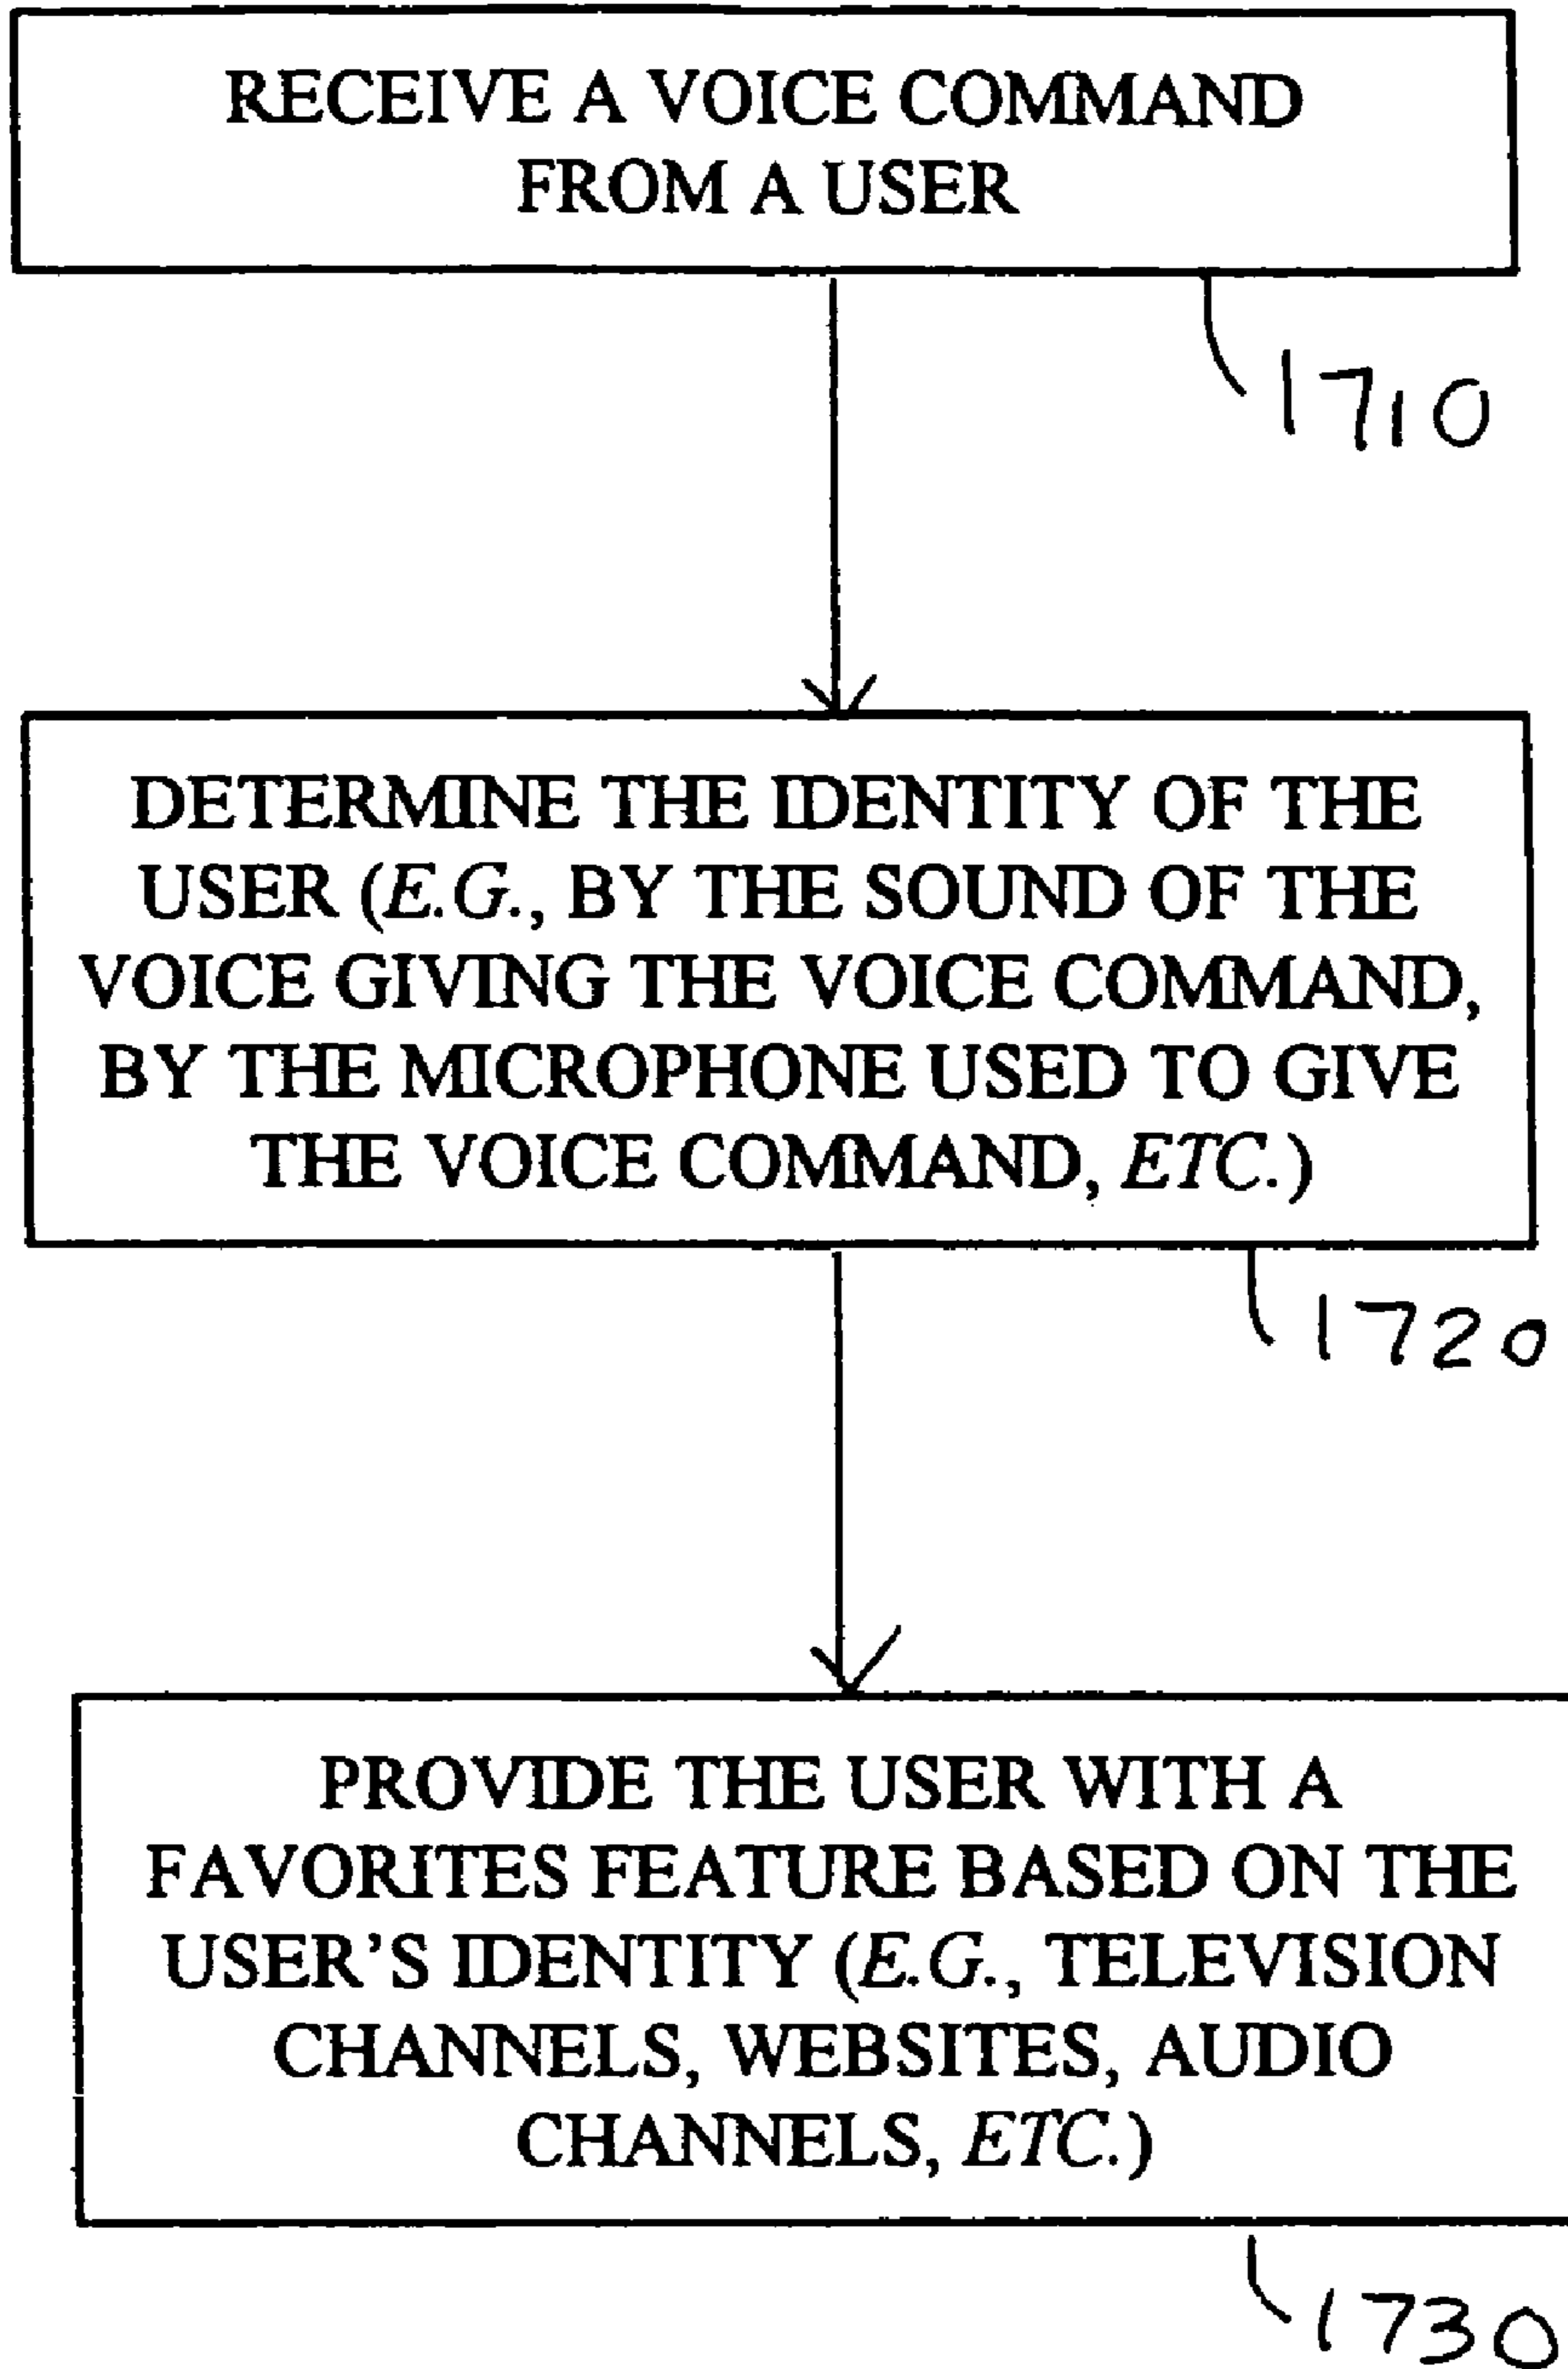 RECEIVE A VOICE COMMAND
FROM A USER
1710
DETERMINE THE IDENTITY OF THE
USER (E.G., BY THE SOUND OF THE
VOICE GIVING THE VOICE COMMAND,
BY THE MICROPHONE USED TO GIVE
THE VOICE COMMAND, ETC.)
1720
PROVIDE THE USER WITH A
FAVORITES FEATURE BASED ON THE
USER'S IDENTITY (E.G., TELEVISION
CHANNELS, WEBSITES, AUDIO
CHANNELS, ETC.)
1730